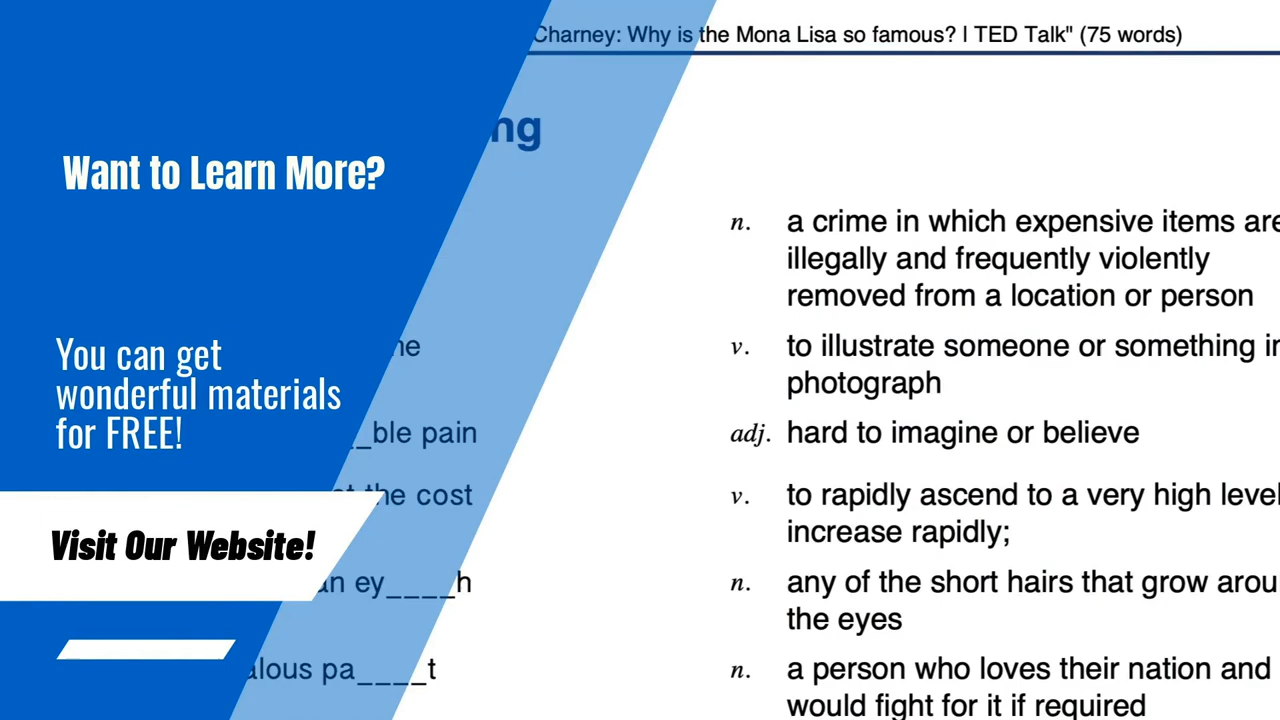 Charney: Why is the Mona Lisa so famous? | TED Talk" (75 words)
ng
Want to Learn More?
You can get
wonderful materials
for FREE!
Visit Our Website!
ne
_ble pain
the cost
an ey____h
alous pa____t
n. a crime in which expensive items are
illegally and frequently violently
removed from a location or person
v. to illustrate someone or something in
photograph
adj. hard to imagine or believe
v. to rapidly ascend to a very high level
increase rapidly;
n. any of the short hairs that grow arou
the eyes
n. a person who loves their nation and
would fight for it if required